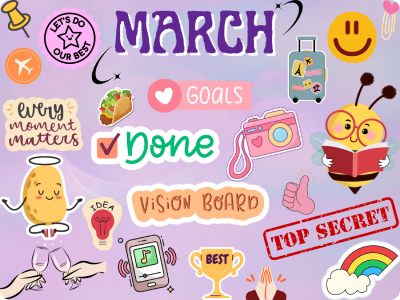 LET'S DO
OUR BEST
MARCH
GOALS
every
moment
matters
Done
IDEA
VISION BOARD
TOP SECRET
BEST